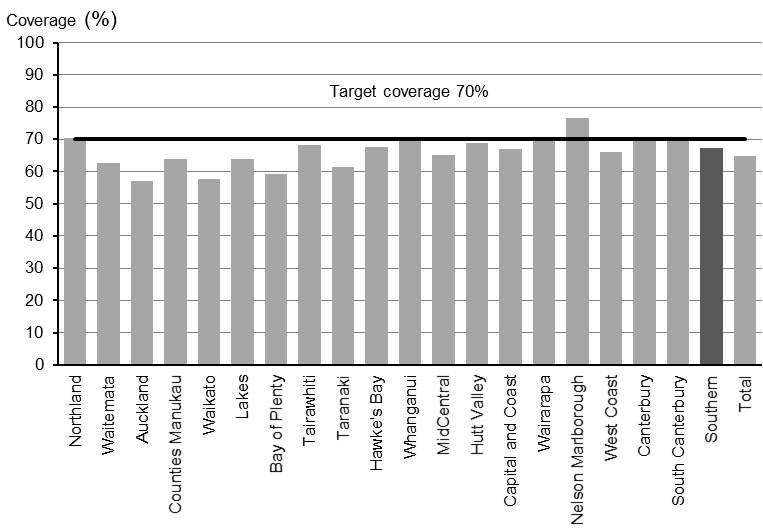 Coverage (%)
100
90
80
70
60
50
40
30
20
10
0
Target coverage 70%
Northland
Waitemata
Auckland
Counties Manukau
Waikato
Lakes
Bay of Plenty
Tairawhiti
Taranaki
Hawke's Bay
Whanganui
MidCentral
Hutt Valley
Capital and Coast
Wairarapa
Nelson Marlborough
West Coast
Canterbury
South Canterbury
Southern
Total